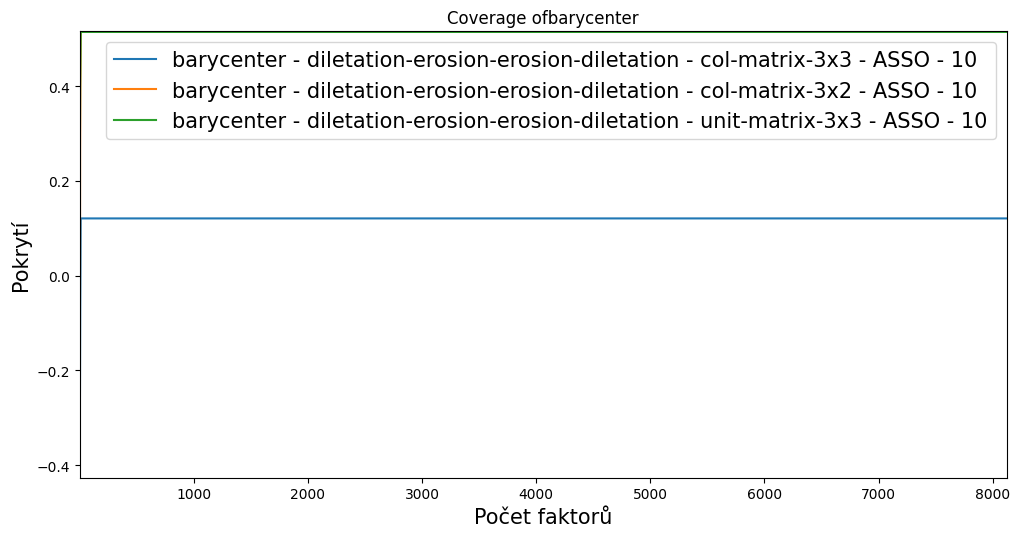 Coverage ofbarycenter
barycenter - diletation-erosion-erosion-diletation - col-matrix-3x3 - ASSO - 10
barycenter - diletation-erosion-erosion-diletation - col-matrix-3x2 - ASSO - 10
barycenter - diletation-erosion-erosion-diletation - unit-matrix-3x3 - ASSO - 10
Pokrytí
0.4
0.2
0.0
−0.2
−0.4
1000 2000 3000 4000 5000 6000 7000 8000
Počet faktorů